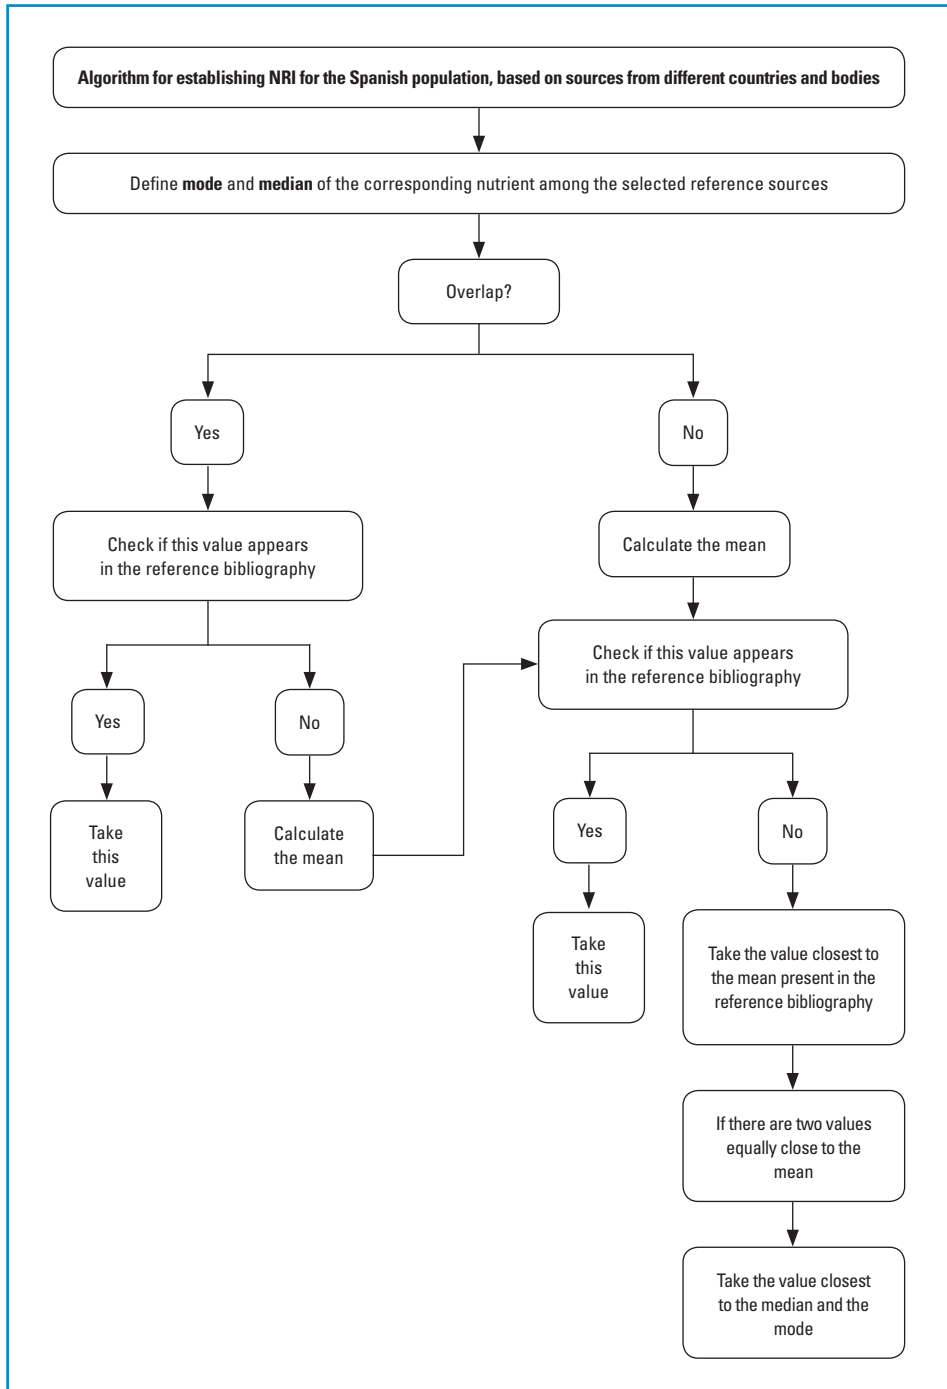 Algorithm for establishing NRI for the Spanish population, based on sources from different countries and bodies
Define mode and median of the corresponding nutrient among the selected reference sources
Overlap?
Yes
No
Check if this value appears
in the reference bibliography
Calculate the mean
Check if this value appears
in the reference bibliography
Yes
No
Take
this
value
Calculate
the mean
Yes
No
Take
this
value
Take the value closest to
the mean present in the
reference bibliography
If there are two values
equally close to the
mean
Take the value closest
to the median and the
mode